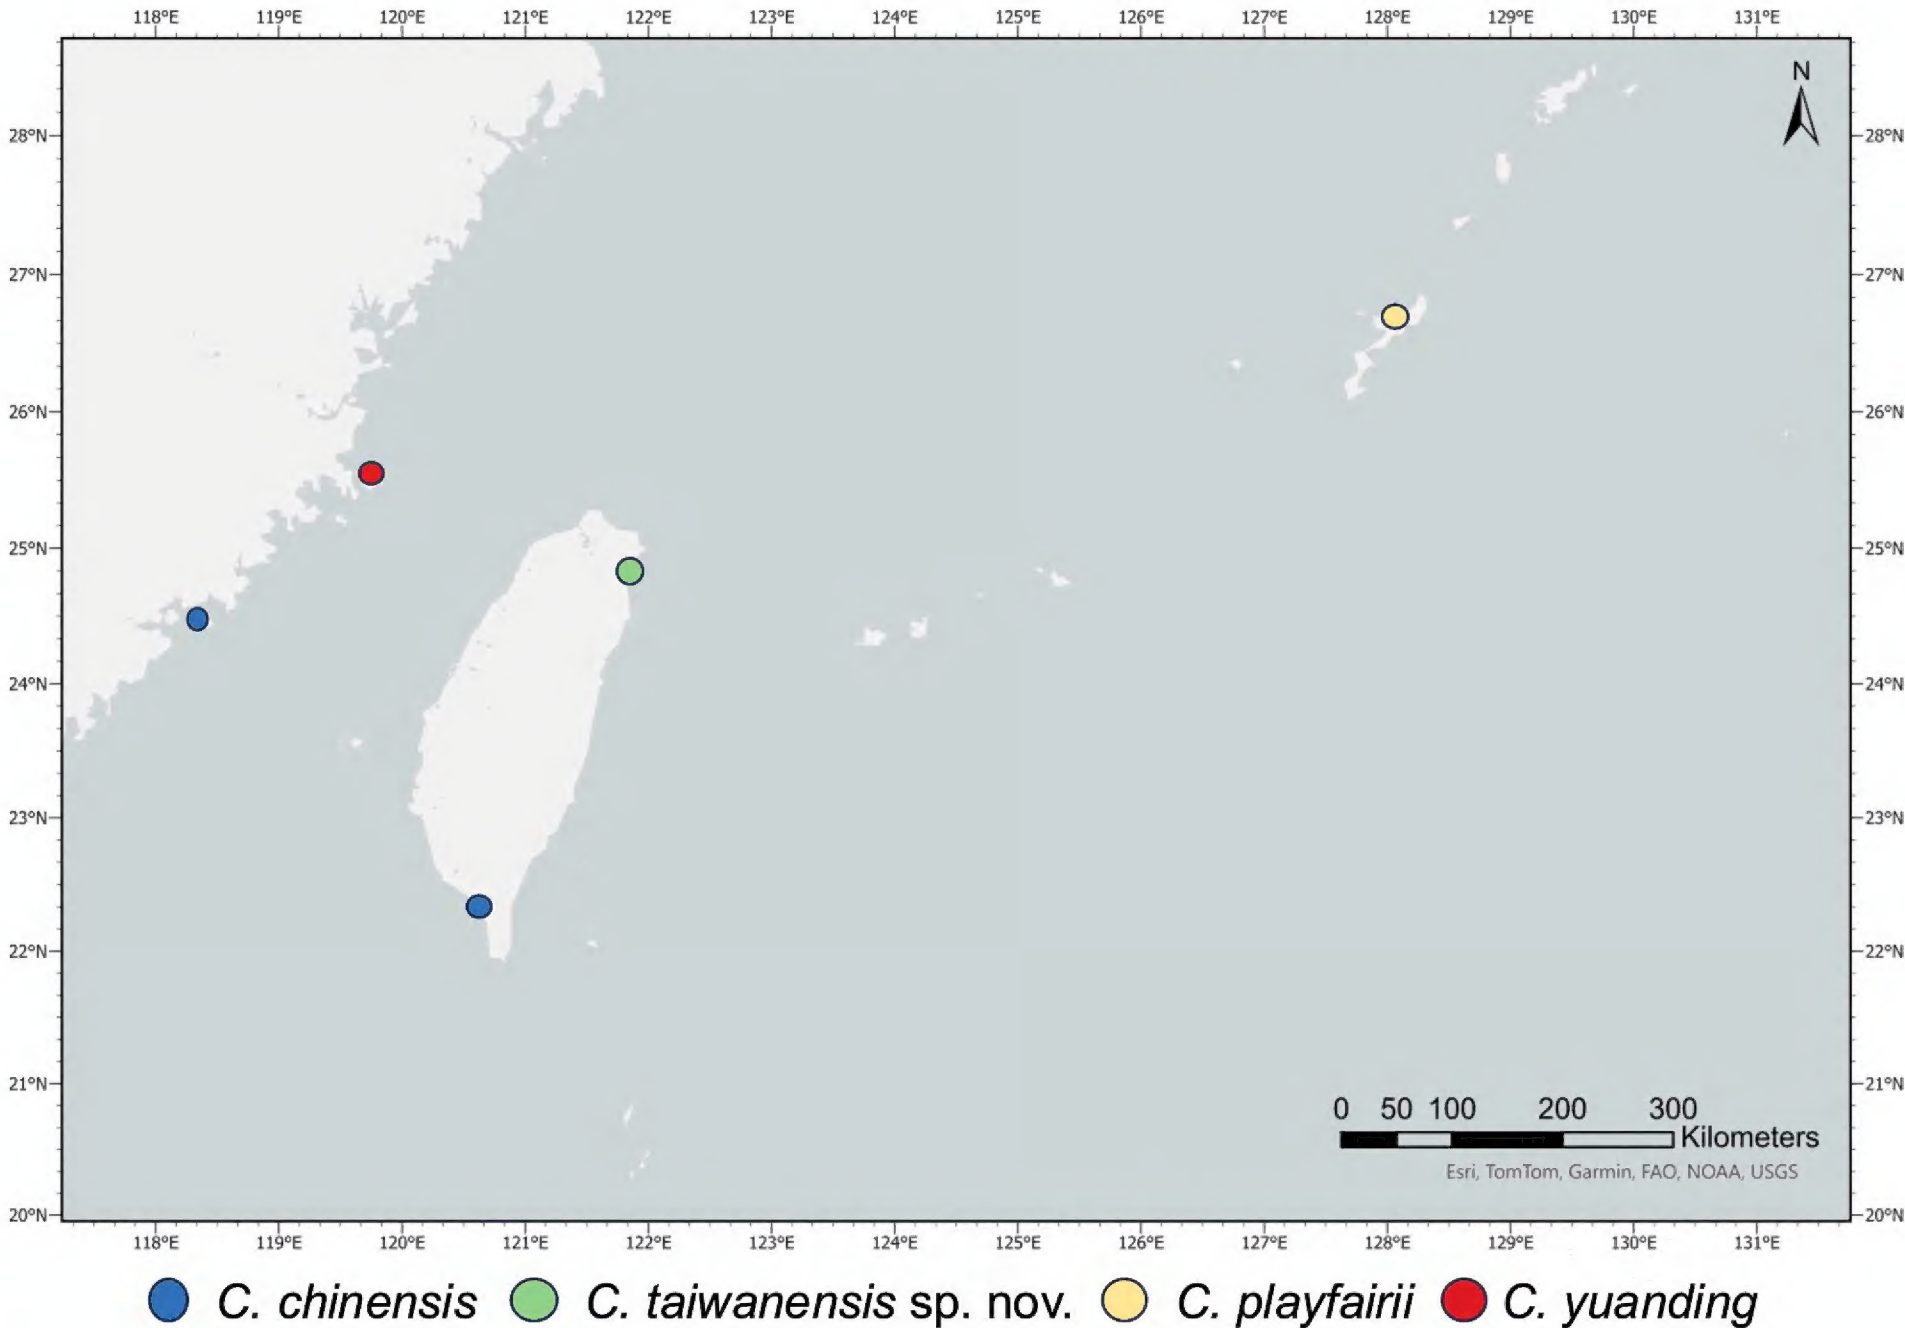 118°E 119°E 120°E 121°E 122°E 123°E 124°E 125°E 126°E 127°E 128°E 129°E 130°E 131°E
N
28°N 28°N
27°N 27°N
26°N 26°N
25°N 25°N
24°N 24°N
23°N 23°N
22°N 22°N
21°N 21°N
0 50 100 200 300
Kilometers
Esri, TomTom, Garmin, FAO, NOAA, USGS
20°N 20°N
118°E 119°E 120°E 121°E 122°E 123°E 124°E 125°E 126°E 127°E 128°E 129°E 130°E 131°E
C. chinensis C. taiwanensis sp. nov. C. playfairii C. yuanding